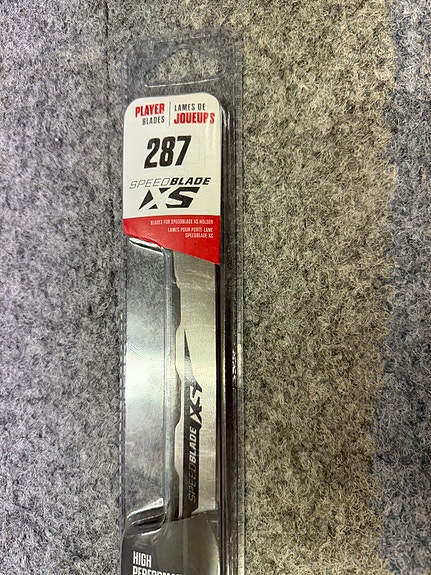 PLAYER BLADES
LAMES DE JOUEURS
287
SPEEDBLADE
XS
BLADES FOR SPEEDBLADE XS HOLDER
LAMES POUR PORTE-LAME
SPEEDBLADE XS
SPEEDBLADE XS
HIGH